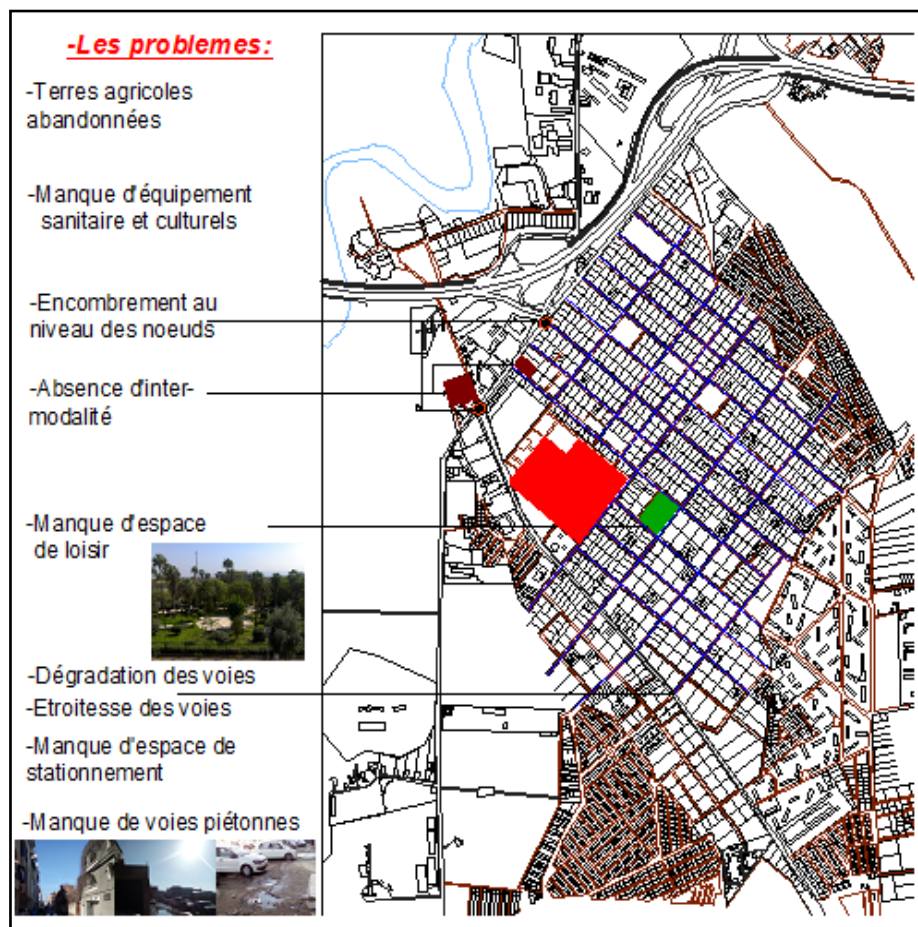 -Les problemes:
-Terres agricoles
abandonnées
-Manque d'équipement
sanitaire et culturels
-Encombrement au
niveau des noeuds
-Absence d'inter-
modalité
-Manque d'espace
de loisir
-Dégradation des voies
-Etroitesse des voies
-Manque d'espace de
stationnement
-Manque de voies piétonnes